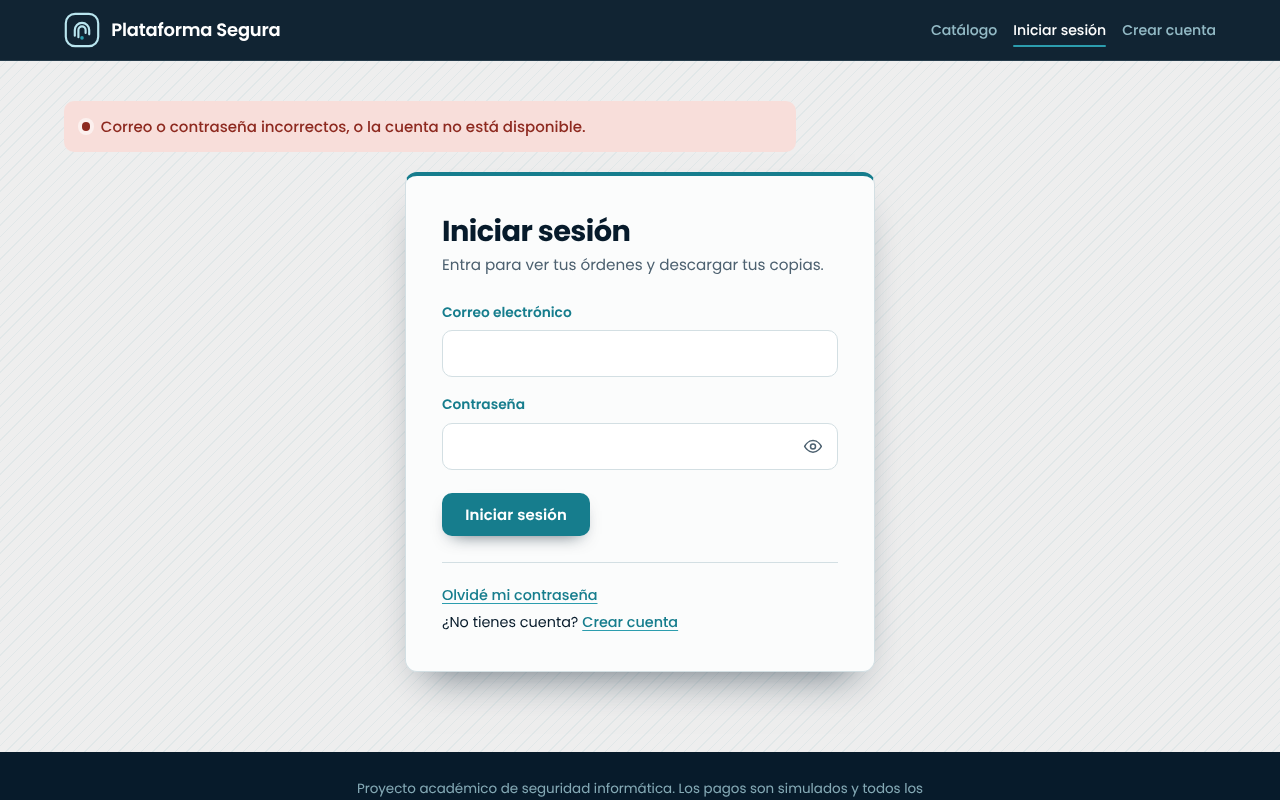 Plataforma Segura
Catálogo
Iniciar sesión
Crear cuenta
Correo o contraseña incorrectos, o la cuenta no está disponible.
Iniciar sesión
Entra para ver tus órdenes y descargar tus copias.
Correo electrónico
Contraseña
Iniciar sesión
Olvidé mi contraseña
¿No tienes cuenta? Crear cuenta
Proyecto académico de seguridad informática. Los pagos son simulados y todos los